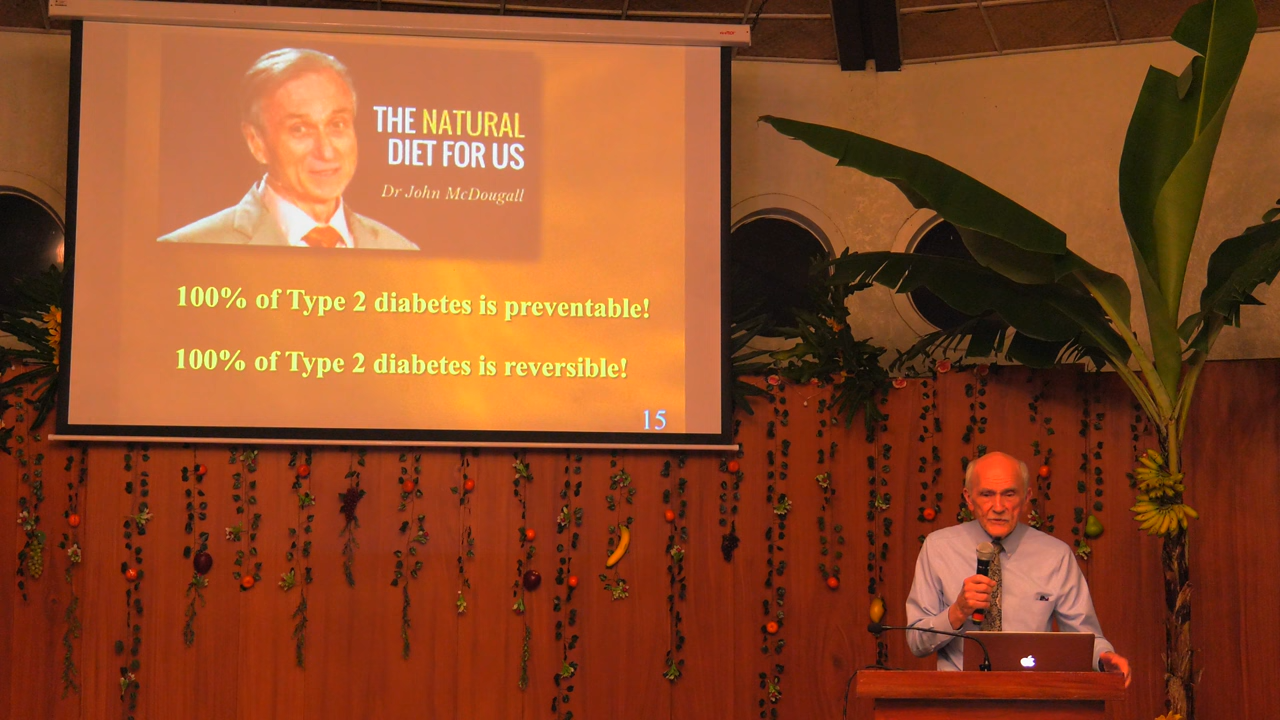 THE NATURAL
DIET FOR US
Dr John McDougall
100% of Type 2 diabetes is preventable!
100% of Type 2 diabetes is reversible!
15